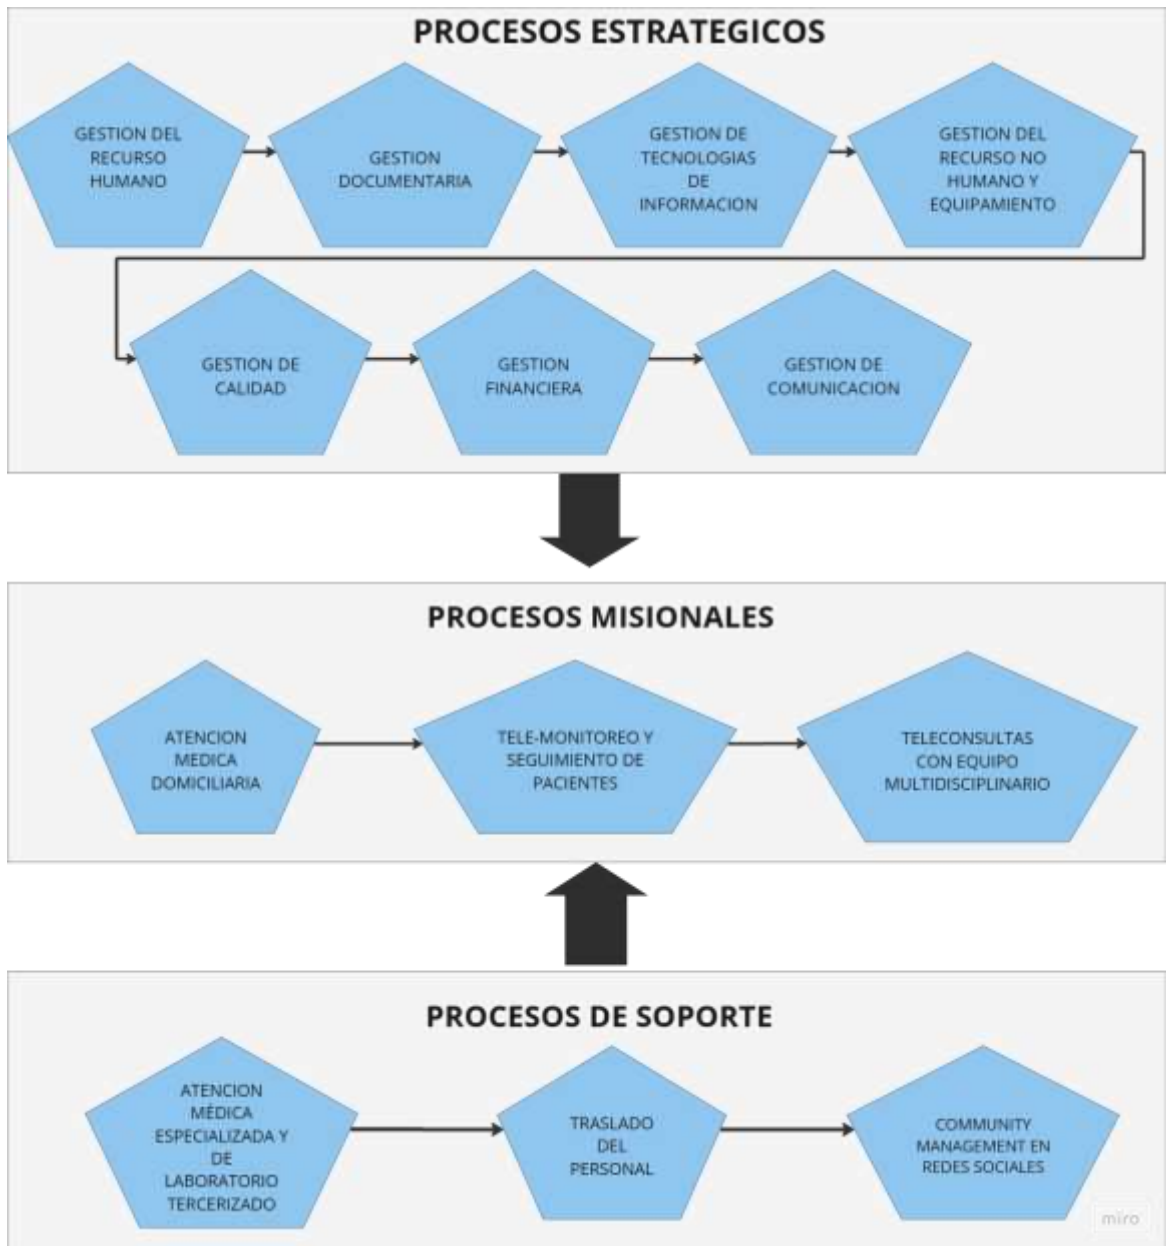 PROCESOS ESTRATEGICOS
GESTION DEL
RECURSO
HUMANO
GESTION
DOCUMENTARIA
GESTION DE
TECNOLOGIAS
DE
INFORMACION
GESTION DEL
RECURSO NO
HUMANO Y
EQUIPAMIENTO
GESTION DE
CALIDAD
GESTION
FINANCIERA
GESTION DE
COMUNICACION
PROCESOS MISIONALES
ATENCION
MEDICA
DOMICILIARIA
TELE-MONITOREO Y
SEGUIMIENTO DE
PACIENTES
TELECONSULTAS
CON EQUIPO
MULTIDISCIPLINARIO
PROCESOS DE SOPORTE
ATENCION
MÉDICA
ESPECIALIZADA Y
DE
LABORATORIO
TERCERIZADO
TRASLADO
DEL
PERSONAL
COMMUNITY
MANAGEMENT EN
REDES SOCIALES
miro